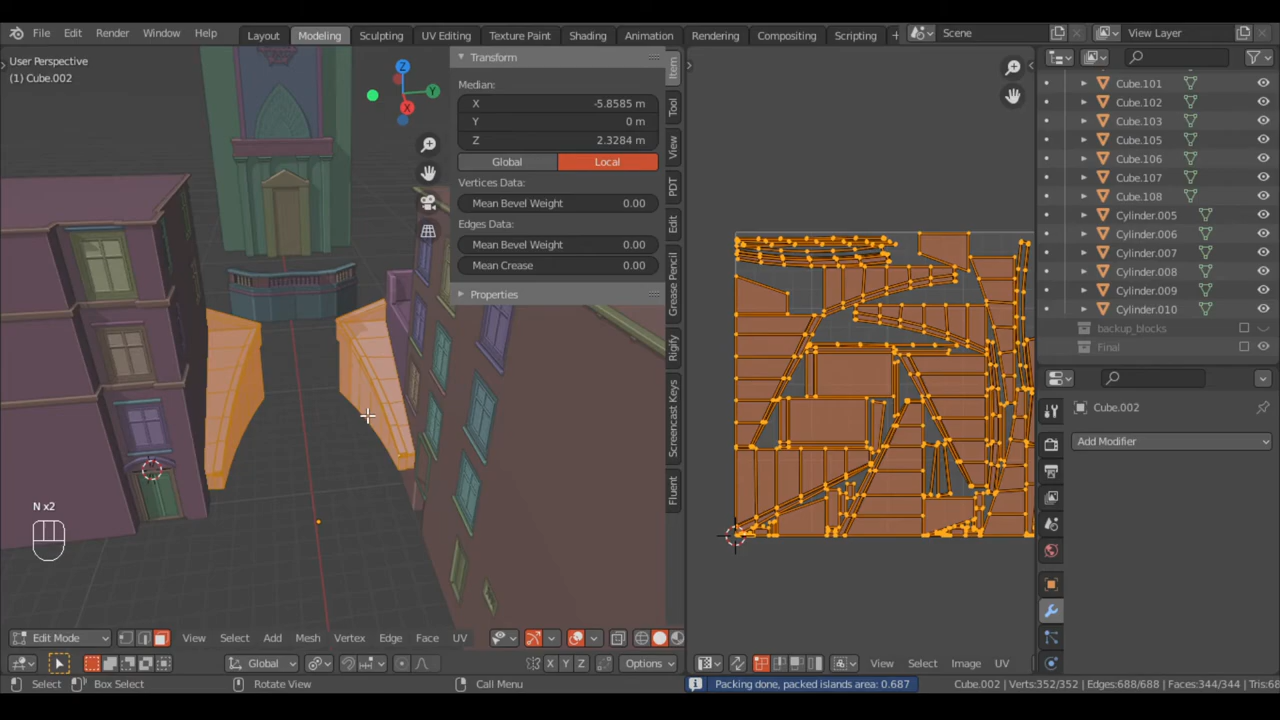 File Edit Render Window Help Layout Modeling Sculpting UV Editing Texture Paint Shading Animation Rendering Compositing Scripting + Scene View Layer
User Perspective
(1) Cube.002
Z
Y
X
Transform
Median:
X -5.8585 m
Y 0 m
Z 2.3284 m
Global Local
Vertices Data:
Mean Bevel Weight 0.00
Edges Data:
Mean Bevel Weight 0.00
Mean Crease 0.00
Properties
Item
Tool
View
PDT
Edit
Grease Pencil
Rigify
Screencast Keys
Fluent
Cube.101
Cube.102
Cube.103
Cube.105
Cube.106
Cube.107
Cube.108
Cylinder.005
Cylinder.006
Cylinder.007
Cylinder.008
Cylinder.009
Cylinder.010
backup_blocks
Final
Cube.002
Add Modifier
N x2
Edit Mode View Select Add Mesh Vertex Edge Face UV
Global X Y Z Options
View Select Image UV
Select Box Select Rotate View Call Menu Packing done, packed islands area: 0.687 Cube.002 | Verts:352/352 | Edges:688/688 | Faces:344/344 | Tris:68